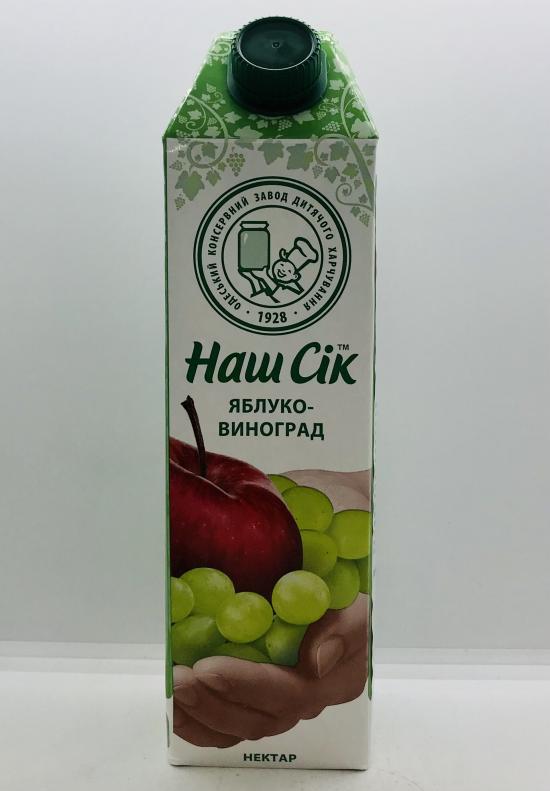 ОДЕСЬКИЙ КОНСЕРВНИЙ ЗАВОД ДИТЯЧОГО ХАРЧУВАННЯ
· 1928 ·
Наш Сік™
ЯБЛУКО-
ВИНОГРАД
НЕКТАР